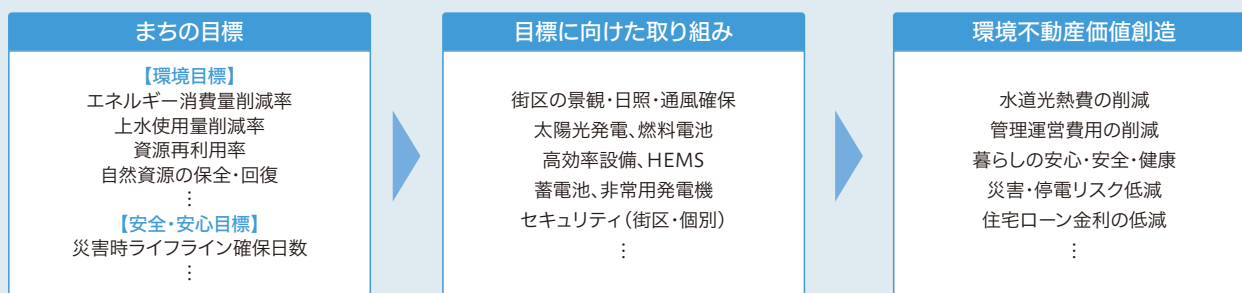 まちの目標
【環境目標】
エネルギー消費量削減率
上水使用量削減率
資源再利用率
自然資源の保全・回復
⋮
【安全・安心目標】
災害時ライフライン確保日数
⋮
目標に向けた取り組み
街区の景観・日照・通風確保
太陽光発電、燃料電池
高効率設備、HEMS
蓄電池、非常用発電機
セキュリティ（街区・個別）
⋮
環境不動産価値創造
水道光熱費の削減
管理運営費用の削減
暮らしの安心・安全・健康
災害・停電リスク低減
住宅ローン金利の低減
⋮